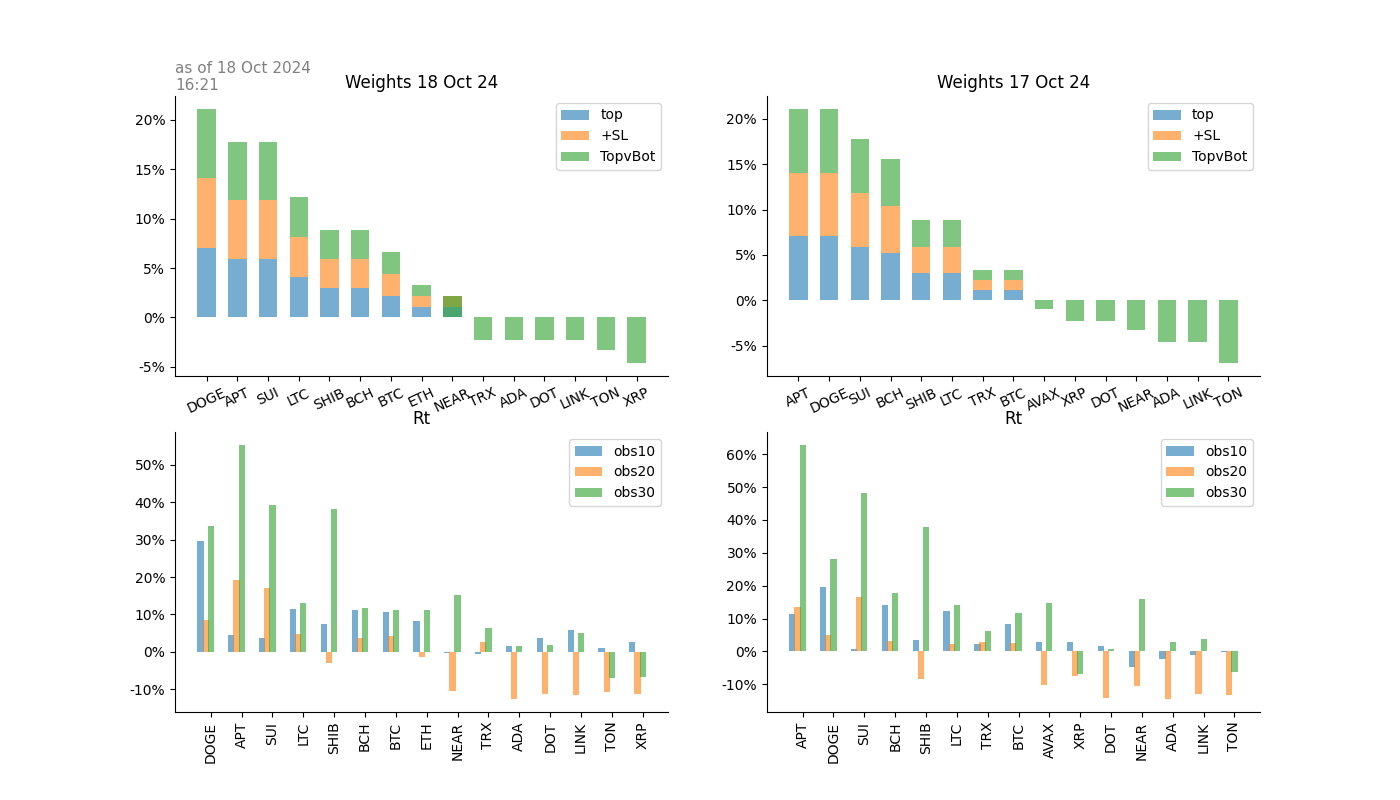 as of 18 Oct 2024
16:21
Weights 18 Oct 24
20%
15%
10%
5%
0%
-5%
top
+SL
TopvBot
DOGE APT SUI LTC SHIB BCH BTC ETH NEAR TRX ADA DOT LINK TON XRP
Weights 17 Oct 24
20%
15%
10%
5%
0%
-5%
top
+SL
TopvBot
APT DOGE SUI BCH SHIB LTC TRX BTC AVAX XRP DOT NEAR ADA LINK TON
Rt
50%
40%
30%
20%
10%
0%
-10%
obs10
obs20
obs30
DOGE APT SUI LTC SHIB BCH BTC ETH NEAR TRX ADA DOT LINK TON XRP
Rt
60%
50%
40%
30%
20%
10%
0%
-10%
obs10
obs20
obs30
APT DOGE SUI BCH SHIB LTC TRX BTC AVAX XRP DOT NEAR ADA LINK TON